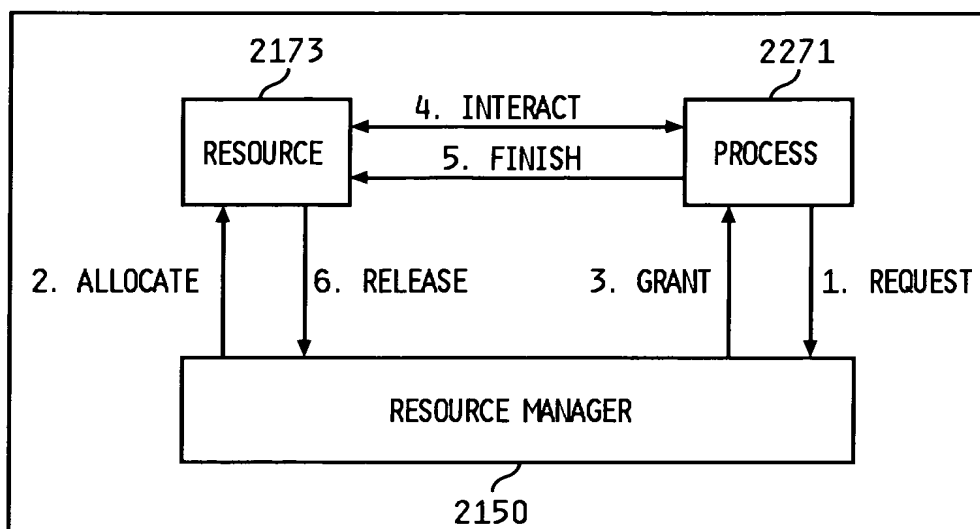 2173
2271
4. INTERACT
RESOURCE
PROCESS
5. FINISH
2. ALLOCATE
6. RELEASE
3. GRANT
1. REQUEST
RESOURCE MANAGER
2150